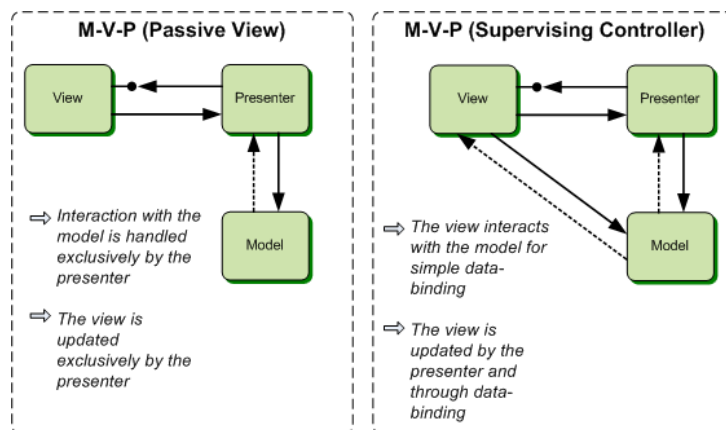 M-V-P (Passive View)
View
Presenter
Model
Interaction with the
model is handled
exclusively by the
presenter
The view is
updated
exclusively by the
presenter
M-V-P (Supervising Controller)
View
Presenter
Model
The view interacts
with the model for
simple data-
binding
The view is
updated by the
presenter and
through data-
binding